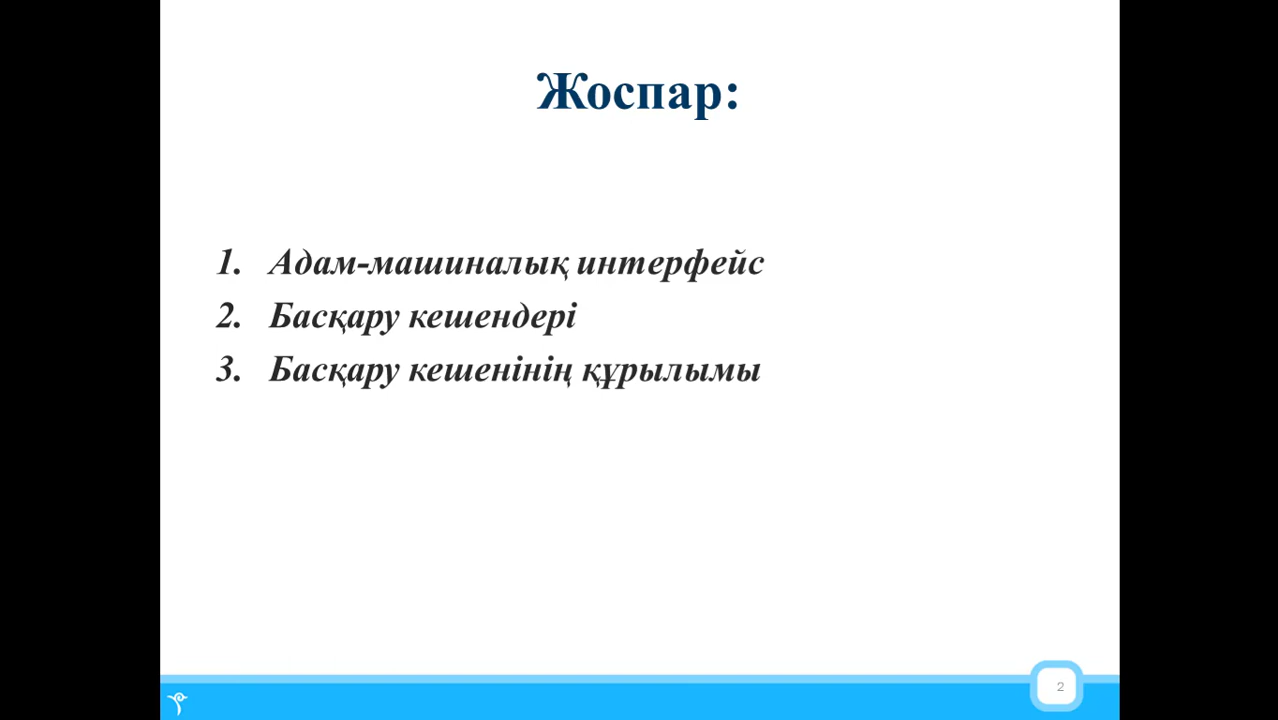 Жоспар:
1. Адам-машиналық интерфейс
2. Басқару кешендері
3. Басқару кешенінің құрылымы
2